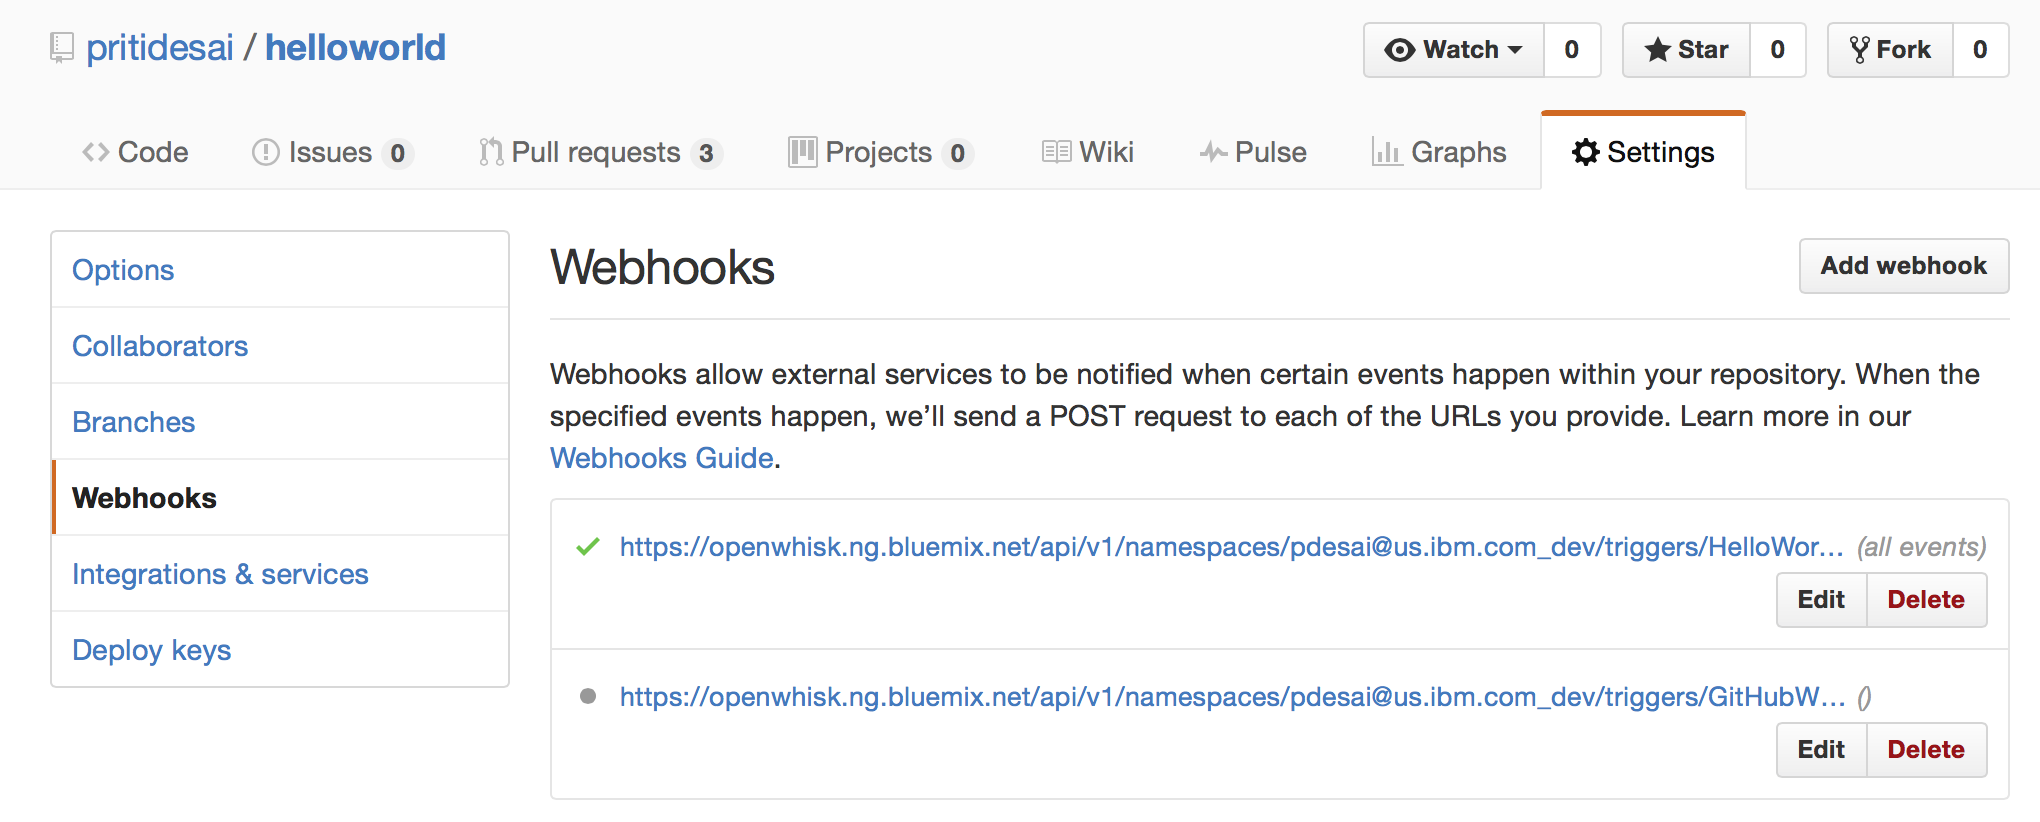 pritidesai / helloworld
Watch 0 Star 0 Fork 0
Code Issues 0 Pull requests 3 Projects 0 Wiki Pulse Graphs Settings
Options
Collaborators
Branches
Webhooks
Integrations & services
Deploy keys
Webhooks
Add webhook
Webhooks allow external services to be notified when certain events happen within your repository. When the
specified events happen, we’ll send a POST request to each of the URLs you provide. Learn more in our
Webhooks Guide.
https://openwhisk.ng.bluemix.net/api/v1/namespaces/pdesai@us.ibm.com_dev/triggers/HelloWor… (all events)
Edit Delete
https://openwhisk.ng.bluemix.net/api/v1/namespaces/pdesai@us.ibm.com_dev/triggers/GitHubW… ()
Edit Delete